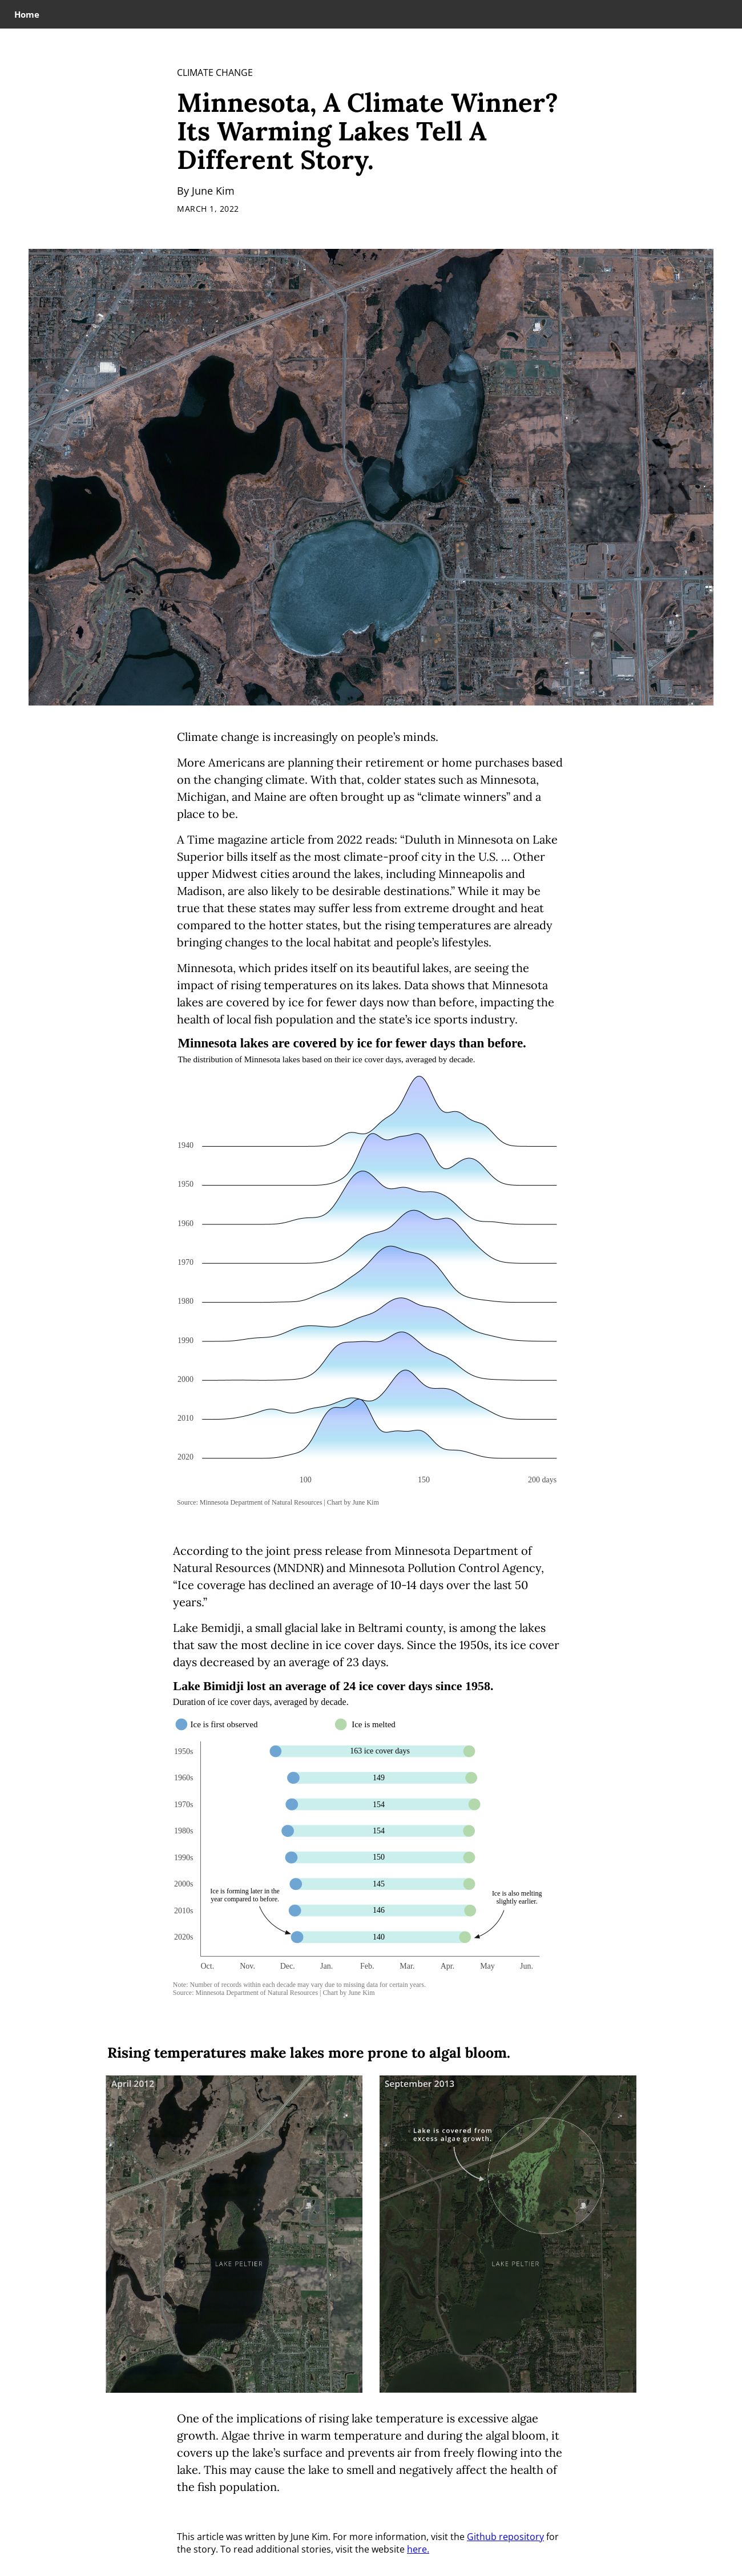 Home
CLIMATE CHANGE
Minnesota, A Climate Winner?
Its Warming Lakes Tell A
Different Story.
By June Kim
MARCH 1, 2022
Climate change is increasingly on people’s minds.
More Americans are planning their retirement or home purchases based
on the changing climate. With that, colder states such as Minnesota,
Michigan, and Maine are often brought up as “climate winners” and a
place to be.
A Time magazine article from 2022 reads: “Duluth in Minnesota on Lake
Superior bills itself as the most climate-proof city in the U.S. … Other
upper Midwest cities around the lakes, including Minneapolis and
Madison, are also likely to be desirable destinations.” While it may be
true that these states may suffer less from extreme drought and heat
compared to the hotter states, but the rising temperatures are already
bringing changes to the local habitat and people’s lifestyles.
Minnesota, which prides itself on its beautiful lakes, are seeing the
impact of rising temperatures on its lakes. Data shows that Minnesota
lakes are covered by ice for fewer days now than before, impacting the
health of local fish population and the state’s ice sports industry.
Minnesota lakes are covered by ice for fewer days than before.
The distribution of Minnesota lakes based on their ice cover days, averaged by decade.
1940
1950
1960
1970
1980
1990
2000
2010
2020
100 150 200 days
Source: Minnesota Department of Natural Resources | Chart by June Kim
According to the joint press release from Minnesota Department of
Natural Resources (MNDNR) and Minnesota Pollution Control Agency,
“Ice coverage has declined an average of 10-14 days over the last 50
years.”
Lake Bemidji, a small glacial lake in Beltrami county, is among the lakes
that saw the most decline in ice cover days. Since the 1950s, its ice cover
days decreased by an average of 23 days.
Lake Bimidji lost an average of 24 ice cover days since 1958.
Duration of ice cover days, averaged by decade.
Ice is first observed Ice is melted
1950s 163 ice cover days
1960s 149
1970s 154
1980s 154
1990s 150
2000s 145
Ice is forming later in the
year compared to before.
Ice is also melting
slightly earlier.
2010s 146
2020s 140
Oct. Nov. Dec. Jan. Feb. Mar. Apr. May Jun.
Note: Number of records within each decade may vary due to missing data for certain years.
Source: Minnesota Department of Natural Resources | Chart by June Kim
Rising temperatures make lakes more prone to algal bloom.
April 2012
LAKE PELTIER
September 2013
Lake is covered from
excess algae growth.
LAKE PELTIER
One of the implications of rising lake temperature is excessive algae
growth. Algae thrive in warm temperature and during the algal bloom, it
covers up the lake’s surface and prevents air from freely flowing into the
lake. This may cause the lake to smell and negatively affect the health of
the fish population.
This article was written by June Kim. For more information, visit the Github repository for
the story. To read additional stories, visit the website here.